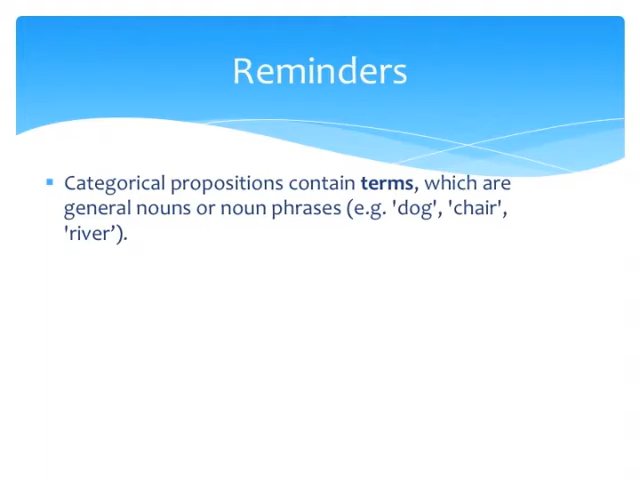 Reminders
Categorical propositions contain terms, which are
general nouns or noun phrases (e.g. 'dog', 'chair',
'river’).